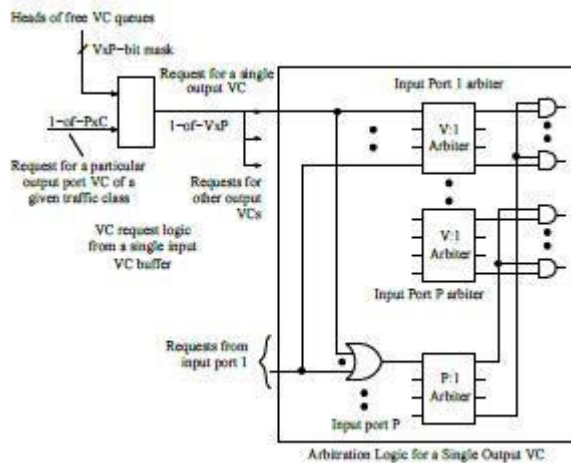 Heads of free VC queues
VxP-bit mask
Request for a single
output VC
1-of-PxC
1-of-VxP
Request for a particular
output port VC of a
given traffic class
Requests for
other output
VCs
VC request logic
from a single input
VC buffer
Input Port 1 arbiter
V:1
Arbiter
V:1
Arbiter
Input Port P arbiter
Requests from
input port 1
P:1
Arbiter
Input port P
Arbitration Logic for a Single Output VC